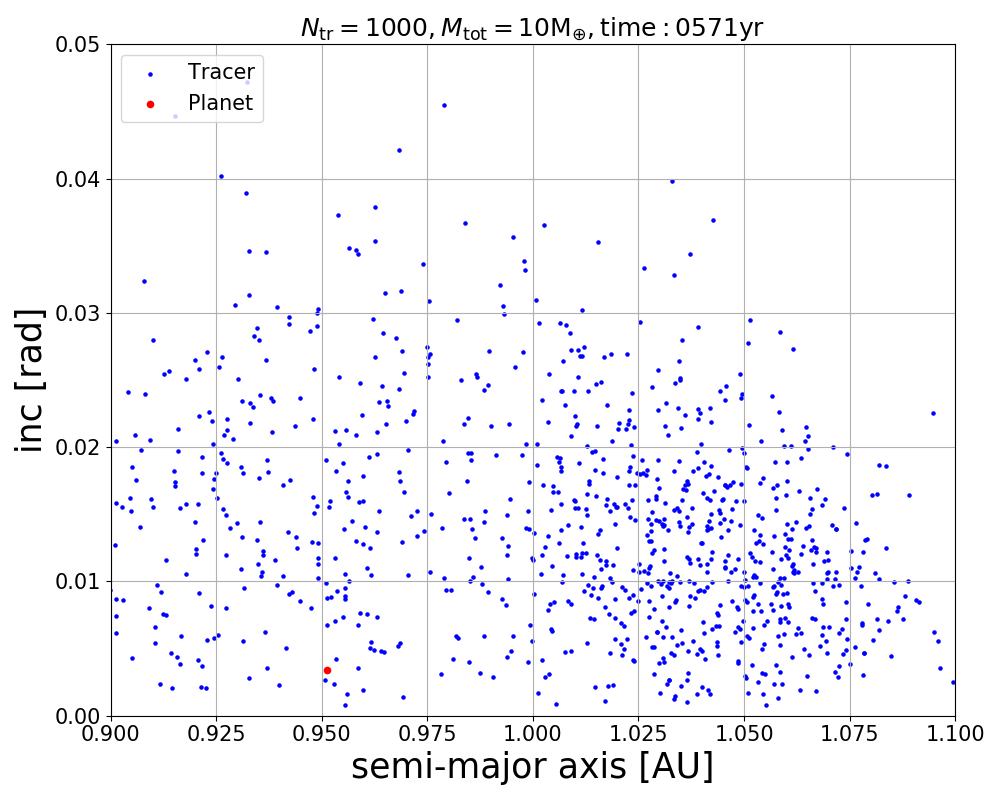 N_tr = 1000, M_tot = 10M_⊕, time : 0571yr
Tracer
Planet
inc [rad]
0.05
0.04
0.03
0.02
0.01
0.00
0.900 0.925 0.950 0.975 1.000 1.025 1.050 1.075 1.100
semi-major axis [AU]